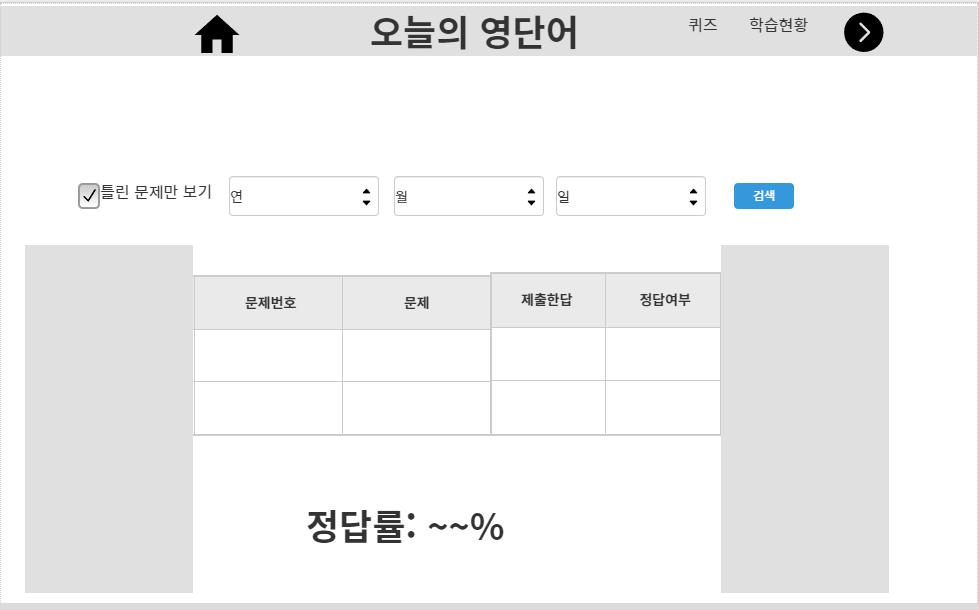 오늘의 영단어
퀴즈 학습현황
틀린 문제만 보기 연 월 일 검색
문제번호 문제 제출한답 정답여부
정답률: ~~%